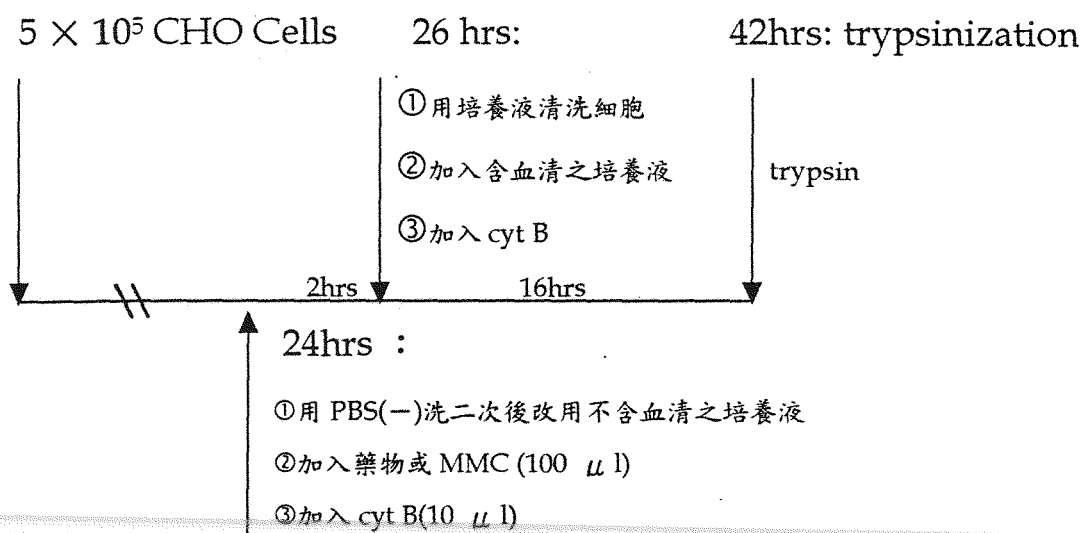 5 × 10⁵ CHO Cells 26 hrs: 42hrs: trypsinization
①用培養液清洗細胞
②加入含血清之培養液 trypsin
③加入 cyt B
2hrs 16hrs
24hrs :
①用 PBS(−)洗二次後改用不含血清之培養液
②加入藥物或 MMC (100 μl)
③加入 cyt B(10 μl)